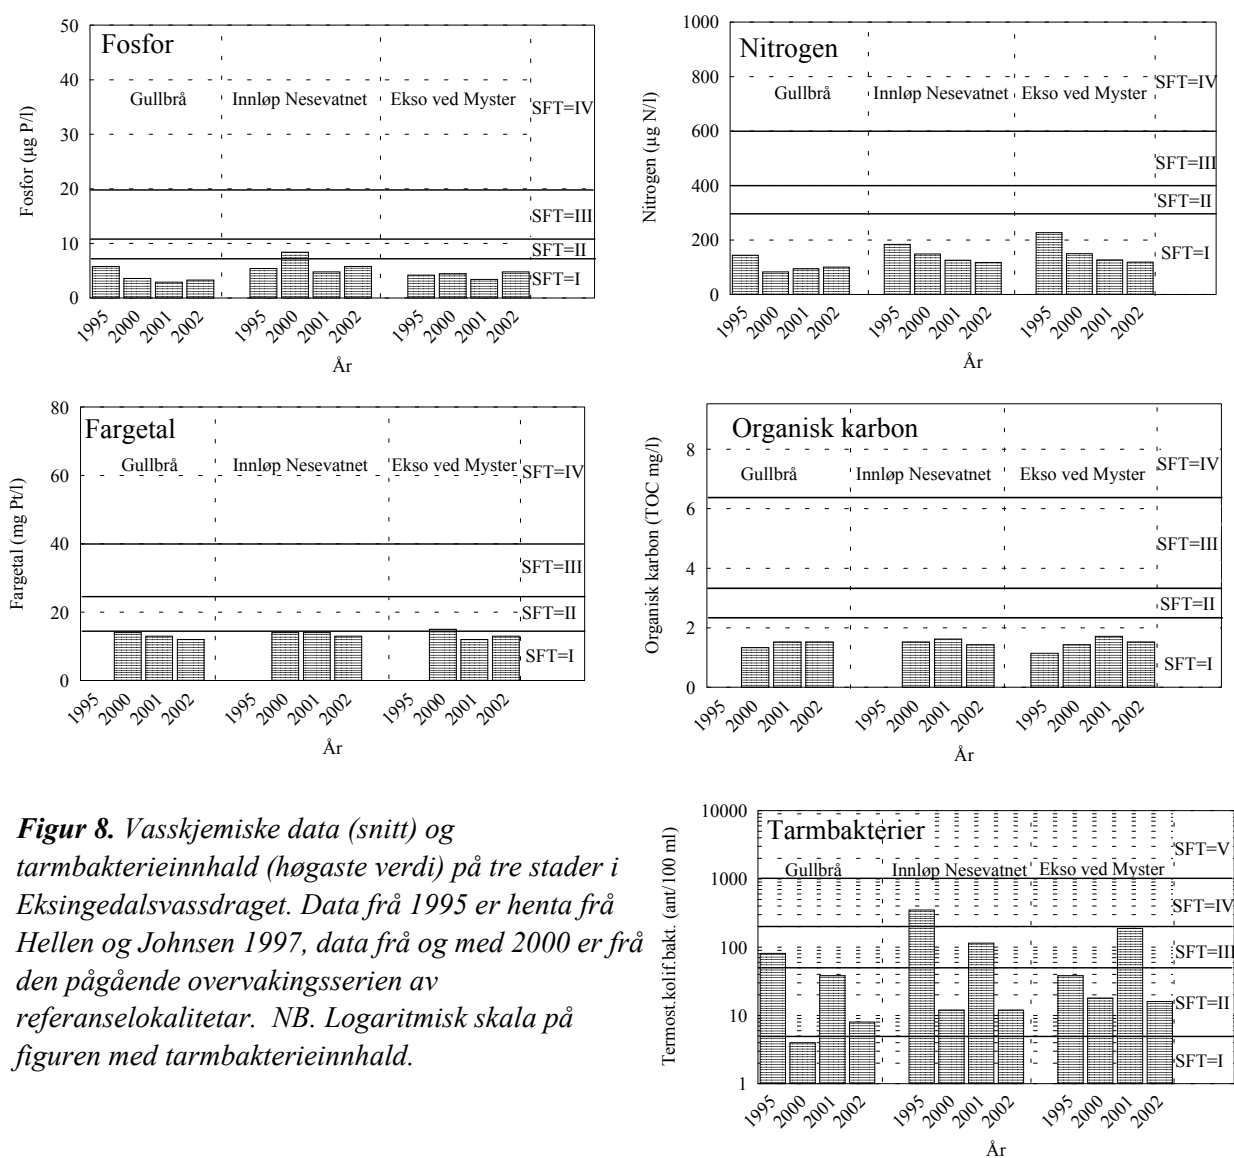 Fosfor
Fosfor (µg P/l)
50
40
30
20
10
0
Gullbrå Innløp Nesevatnet Ekso ved Myster
SFT=IV
SFT=III
SFT=II
SFT=I
1995 2000 2001 2002 1995 2000 2001 2002 1995 2000 2001 2002
År
Nitrogen
Nitrogen (µg N/l)
1000
800
600
400
200
0
Gullbrå Innløp Nesevatnet Ekso ved Myster
SFT=IV
SFT=III
SFT=II
SFT=I
1995 2000 2001 2002 1995 2000 2001 2002 1995 2000 2001 2002
År
Fargetal
Fargetal (mg Pt/l)
80
60
40
20
0
Gullbrå Innløp Nesevatnet Ekso ved Myster
SFT=IV
SFT=III
SFT=II
SFT=I
1995 2000 2001 2002 1995 2000 2001 2002 1995 2000 2001 2002
År
Organisk karbon
Organisk karbon (TOC mg/l)
8
6
4
2
0
Gullbrå Innløp Nesevatnet Ekso ved Myster
SFT=IV
SFT=III
SFT=II
SFT=I
1995 2000 2001 2002 1995 2000 2001 2002 1995 2000 2001 2002
År
Figur 8. Vasskjemiske data (snitt) og
tarmbakterieinnhald (høgaste verdi) på tre stader i
Eksingedalsvassdraget. Data frå 1995 er henta frå
Hellen og Johnsen 1997, data frå og med 2000 er frå
den pågående overvakingsserien av
referanselokalitetar. NB. Logaritmisk skala på
figuren med tarmbakterieinnhald.
Tarmbakterier
Termost.kolif.bakt. (ant/100 ml)
10000
1000
100
10
1
Gullbrå Innløp Nesevatnet Ekso ved Myster
SFT=V
SFT=IV
SFT=III
SFT=II
SFT=I
1995 2000 2001 2002 1995 2000 2001 2002 1995 2000 2001 2002
År